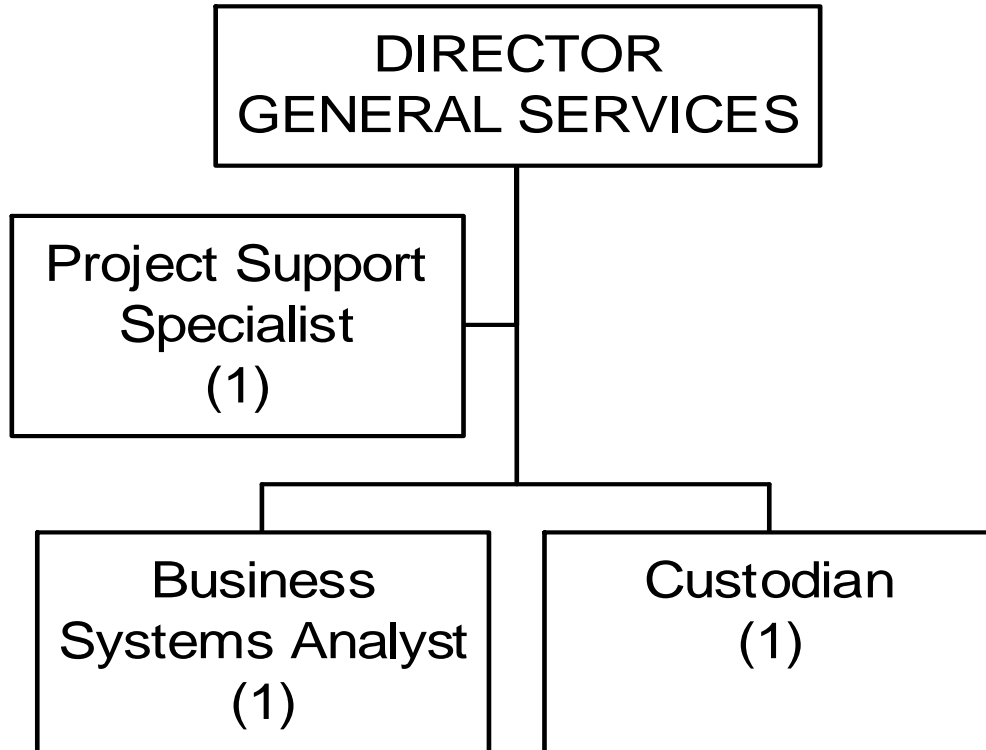 DIRECTOR
GENERAL SERVICES
Project Support
Specialist
(1)
Business
Systems Analyst
(1)
Custodian
(1)